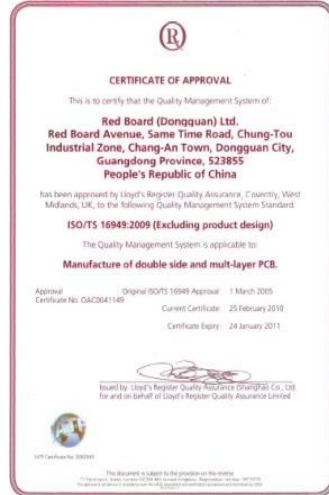 R
CERTIFICATE OF APPROVAL
This is to certify that the Quality Management System of:
Red Board (Dongquan) Ltd.
Red Board Avenue, Same Time Road, Chung-Tou
Industrial Zone, Chang-An Town, Dongguan City,
Guangdong Province, 523855
People's Republic of China
has been approved by Lloyd's Register Quality Assurance, Coventry, West
Midlands, UK, to the following Quality Management System Standard:
ISO/TS 16949:2009 (Excluding product design)
The Quality Management System is applicable to:
Manufacture of double side and mult-layer PCB.
Approval Original ISO/TS 16949 Approval: 1 March 2005
Certificate No: OAC0041149
Current Certificate: 25 February 2010
Certificate Expiry: 24 January 2011
Issued by: Lloyd's Register Quality Assurance (Shanghai) Co., Ltd.
for and on behalf of Lloyd's Register Quality Assurance Limited
This document is subject to the provision on the reverse